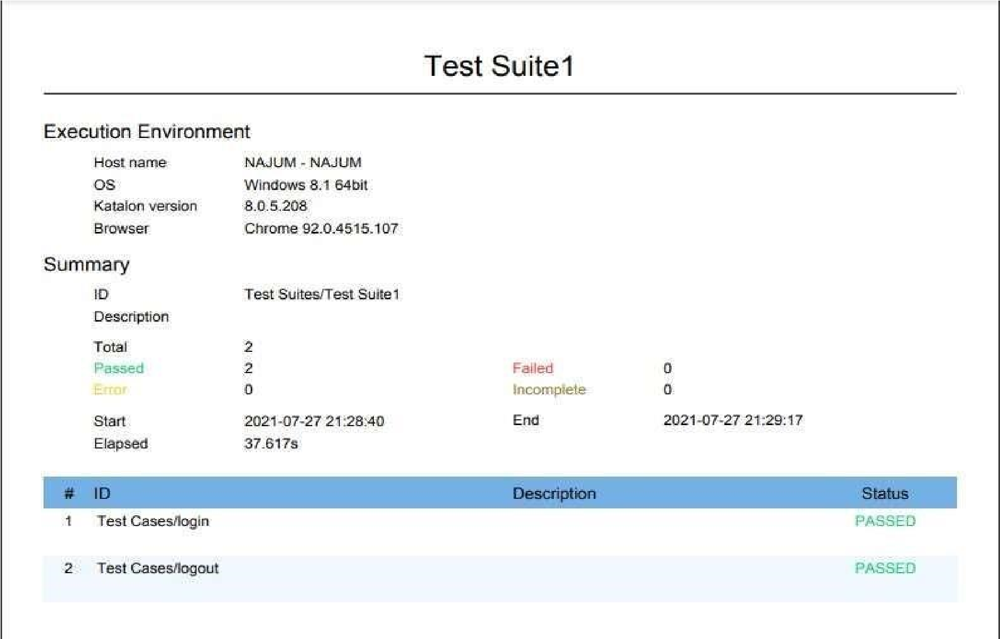 Test Suite1
Execution Environment
Host name NAJUM - NAJUM
OS Windows 8.1 64bit
Katalon version 8.0.5.208
Browser Chrome 92.0.4515.107
Summary
ID Test Suites/Test Suite1
Description
Total 2
Passed 2 Failed 0
Error 0 Incomplete 0
Start 2021-07-27 21:28:40 End 2021-07-27 21:29:17
Elapsed 37.617s
# ID Description Status
1 Test Cases/login PASSED
2 Test Cases/logout PASSED